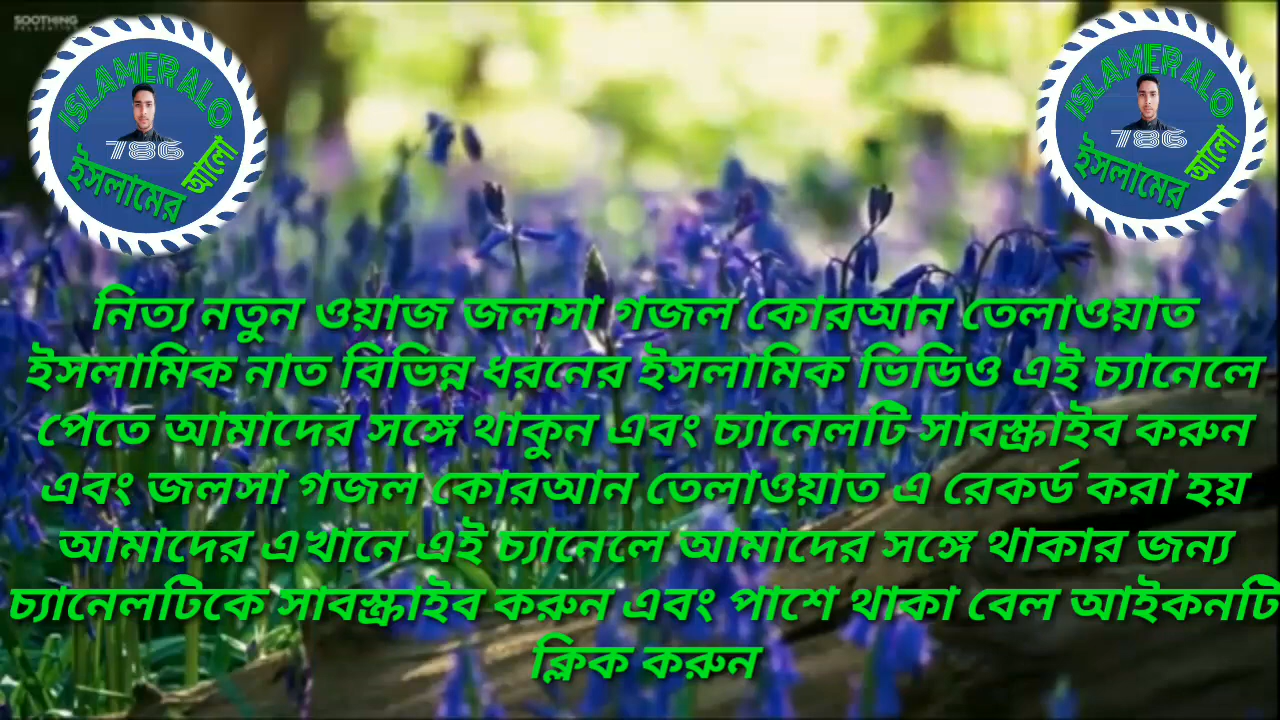 SOOTHING
RELAXATION
ISLAMER ALO
786
ইসলামের আলো
ISLAMER ALO
786
ইসলামের আলো
নিত্য নতুন ওয়াজ জলসা গজল কোরআন তেলাওয়াত
ইসলামিক নাত বিভিন্ন ধরনের ইসলামিক ভিডিও এই চ্যানেলে
পেতে আমাদের সঙ্গে থাকুন এবং চ্যানেলটি সাবস্ক্রাইব করুন
এবং জলসা গজল কোরআন তেলাওয়াত এ রেকর্ড করা হয়
আমাদের এখানে এই চ্যানেলে আমাদের সঙ্গে থাকার জন্য
চ্যানেলটিকে সাবস্ক্রাইব করুন এবং পাশে থাকা বেল আইকনটি
ক্লিক করুন